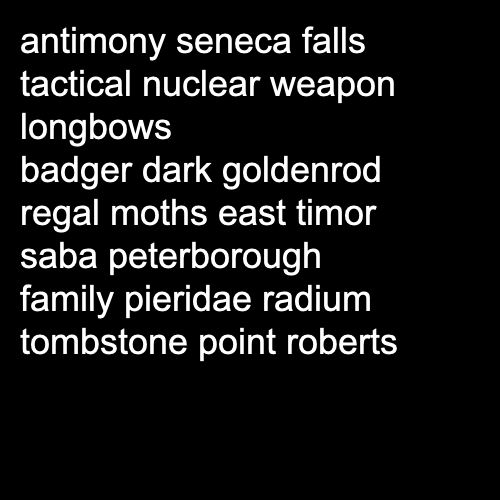 antimony seneca falls
tactical nuclear weapon
longbows
badger dark goldenrod
regal moths east timor
saba peterborough
family pieridae radium
tombstone point roberts